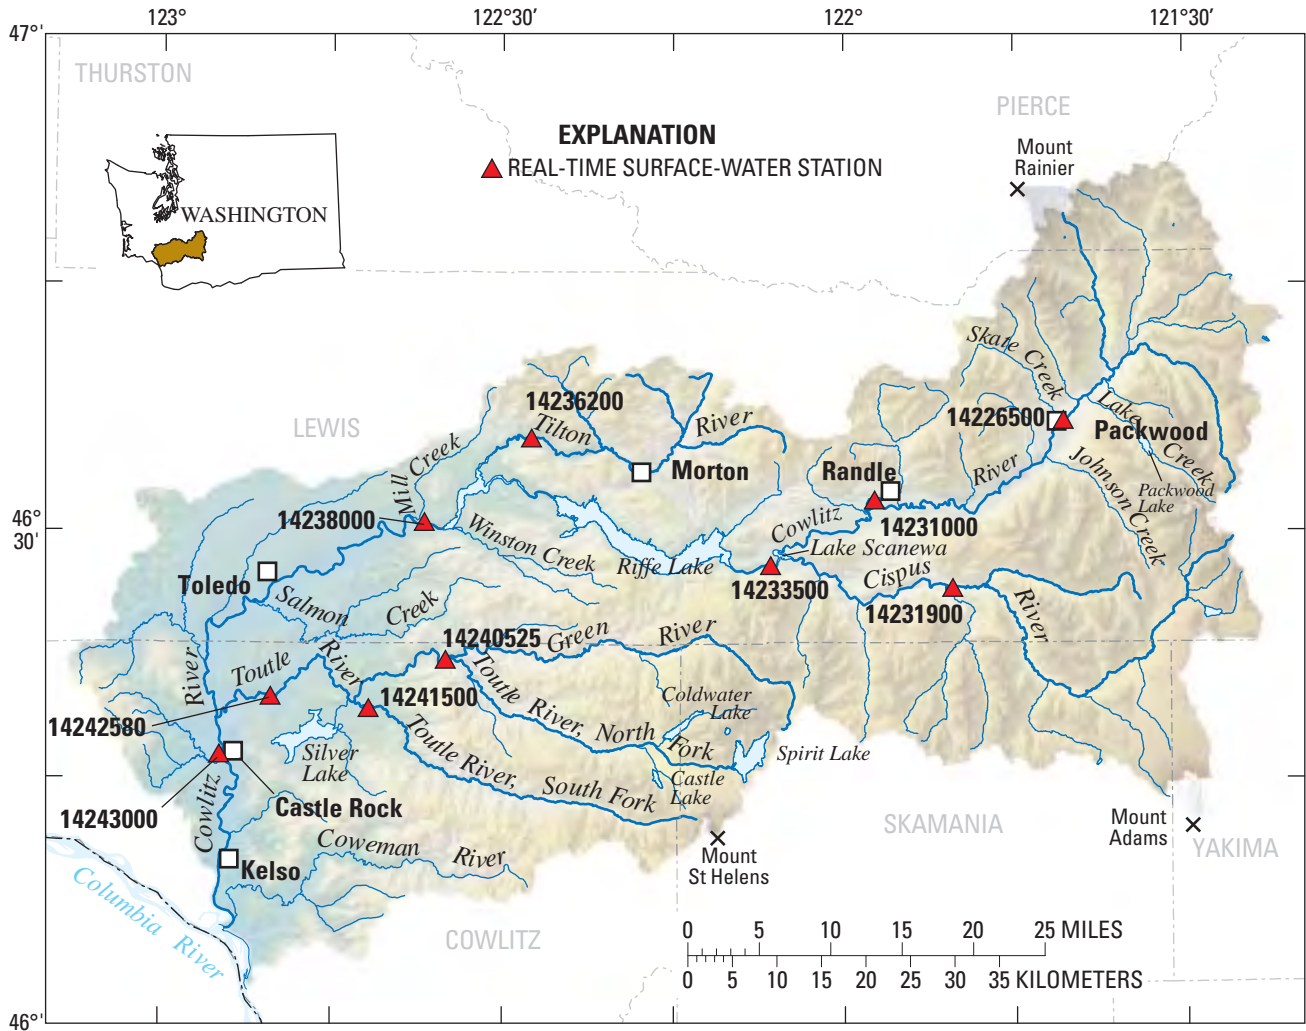 123°
122°30'
122°
121°30'
47°'
THURSTON
PIERCE
EXPLANATION
REAL-TIME SURFACE-WATER STATION
Mount
Rainier
WASHINGTON
Skate Creek
14236200
Tilton
River
14226500
Lake Creek
Packwood
LEWIS
Mill Creek
Morton
Randle
River
Johnson Creek
Packwood
Lake
14238000
Winston Creek
Cowlitz
14231000
46°
30'
Riffe Lake
Lake Scanewa
Toledo
Cispus
14233500
14231900
River
Salmon
Creek
14240525
Green
River
River
Toutle
River
14241500
Toutle River, North Fork
Coldwater
Lake
14242580
Silver
Lake
Toutle River, South Fork
Spirit Lake
Castle
Lake
14243000
Cowlitz
Castle Rock
SKAMANIA
Mount
Adams
YAKIMA
Coweman River
Mount
St Helens
Kelso
Columbia River
COWLITZ
0 5 10 15 20 25 MILES
0 5 10 15 20 25 30 35 KILOMETERS
46°'